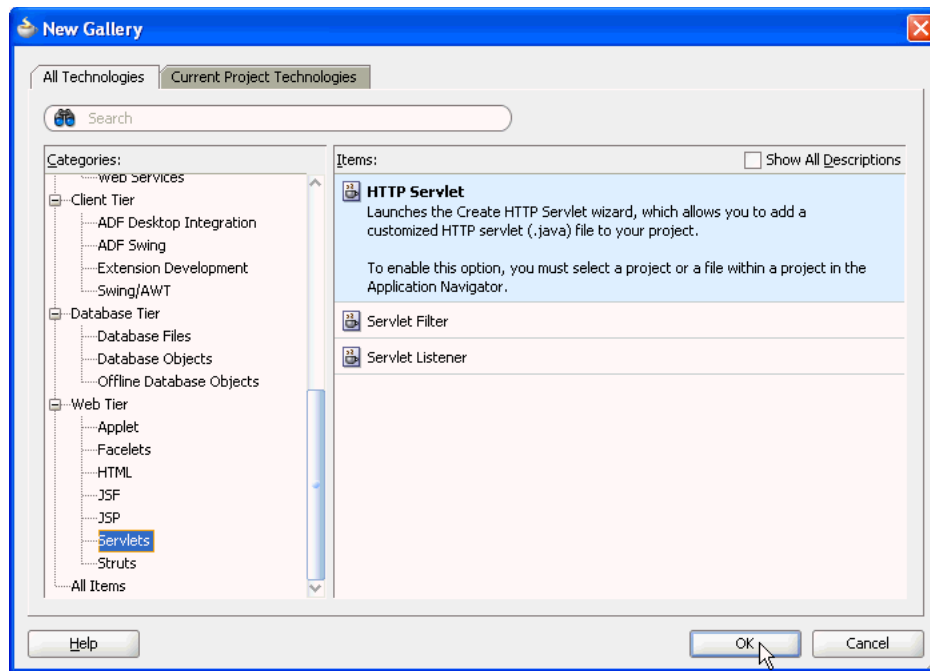 New Gallery
All Technologies
Current Project Technologies
Search
Categories:
Web Services
Client Tier
ADF Desktop Integration
ADF Swing
Extension Development
Swing/AWT
Database Tier
Database Files
Database Objects
Offline Database Objects
Web Tier
Applet
Facelets
HTML
JSF
JSP
Servlets
Struts
All Items
Items:
Show All Descriptions
HTTP Servlet
Launches the Create HTTP Servlet wizard, which allows you to add a
customized HTTP servlet (.java) file to your project.
To enable this option, you must select a project or a file within a project in the
Application Navigator.
Servlet Filter
Servlet Listener
Help
OK
Cancel